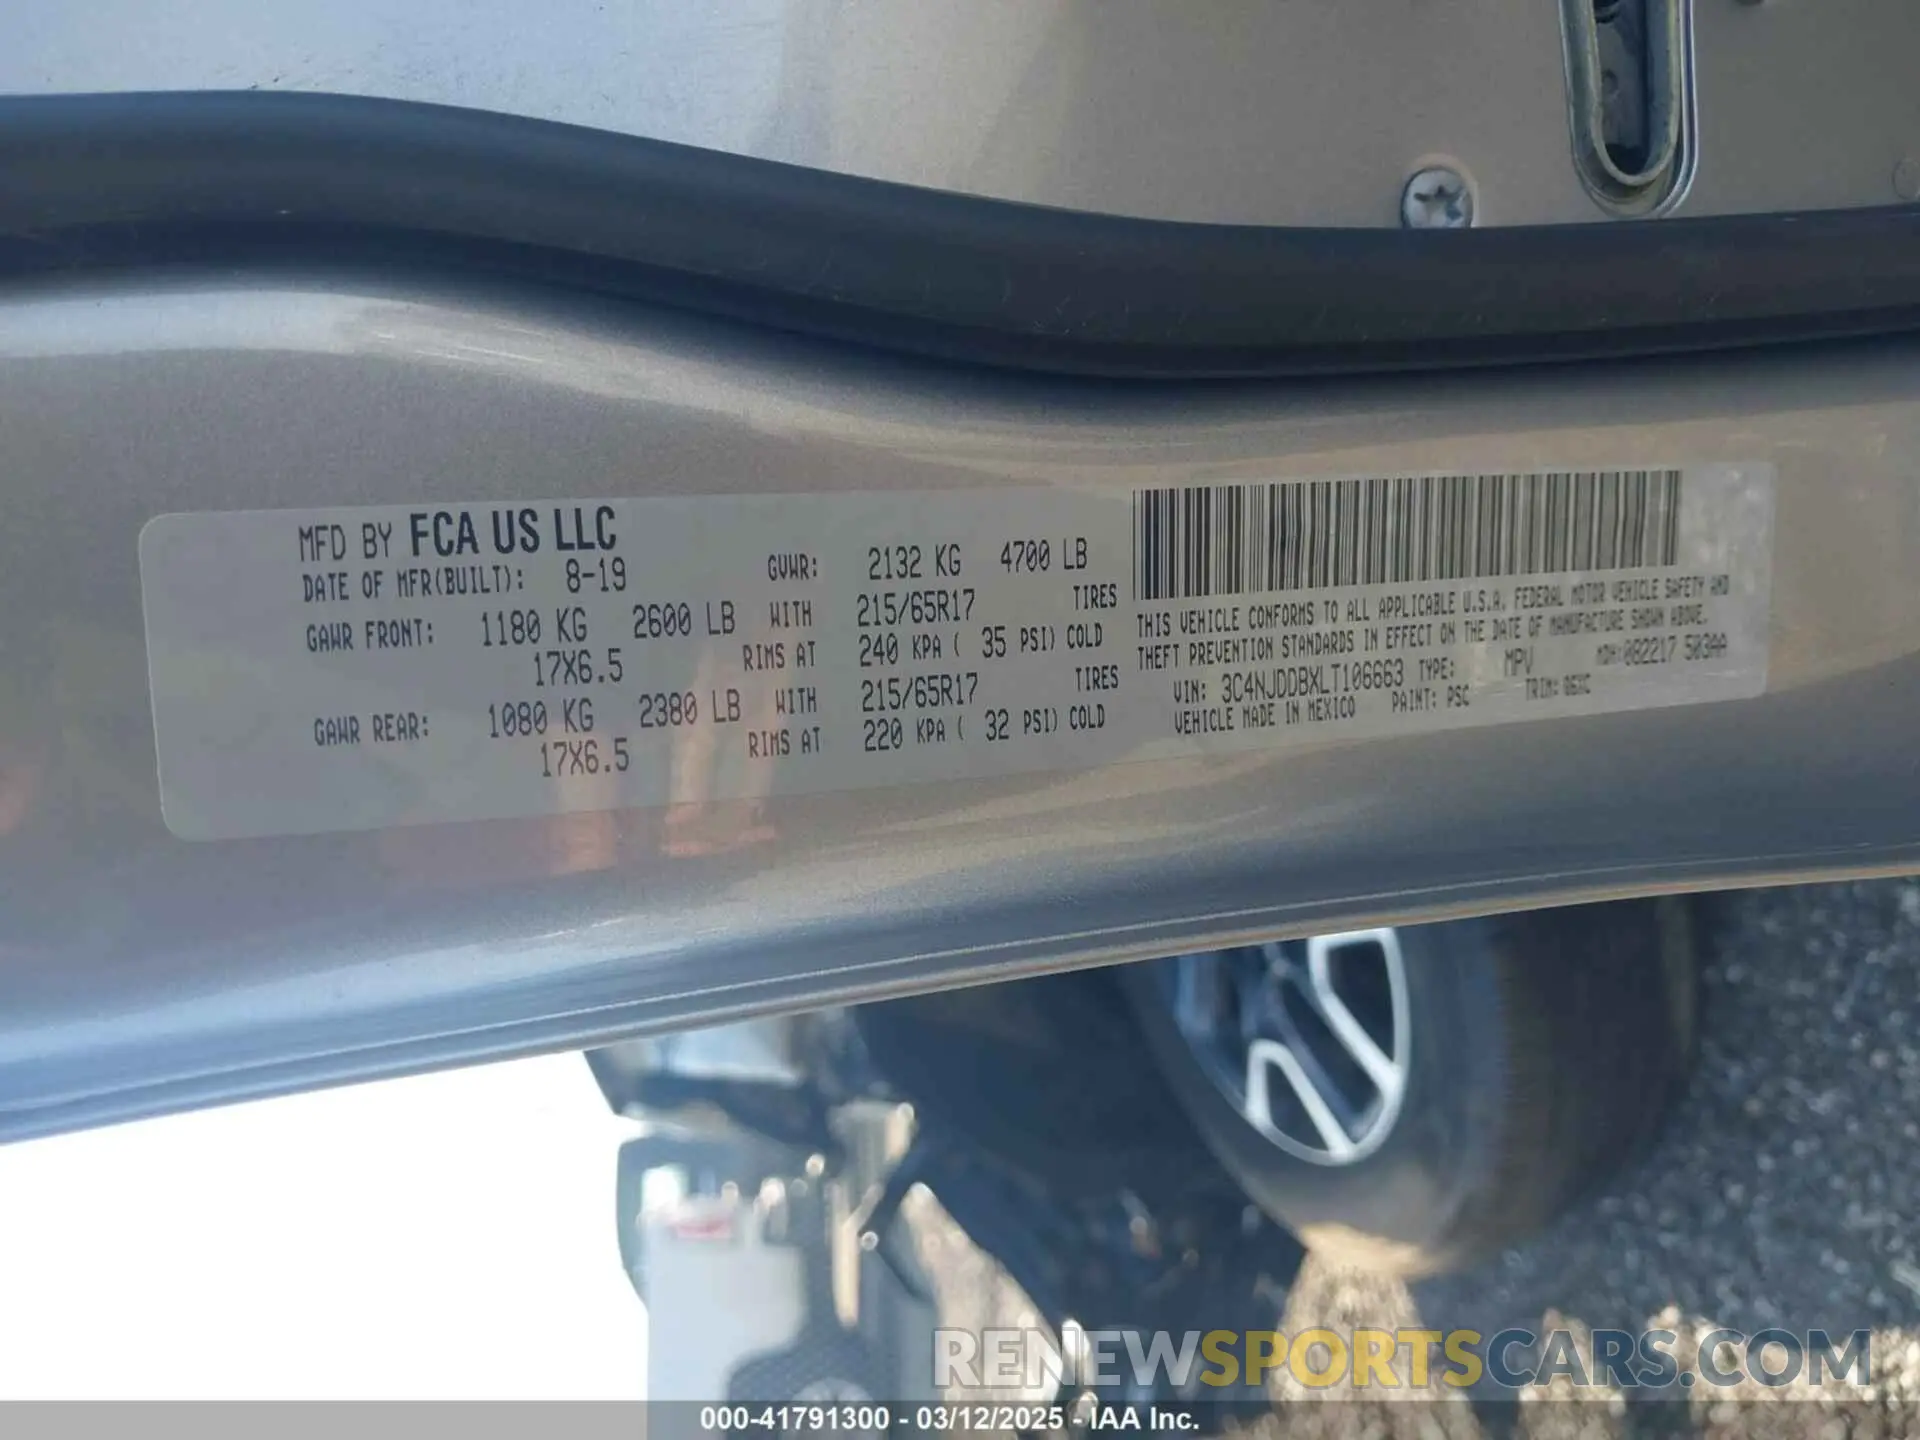 MFD BY FCA US LLC
DATE OF MFR(BUILT): 8-19 GVWR: 2132 KG 4700 LB
GAWR FRONT: 1180 KG 2600 LB WITH 215/65R17 TIRES
17X6.5 RIMS AT 240 KPA ( 35 PSI) COLD
GAWR REAR: 1080 KG 2380 LB WITH 215/65R17 TIRES
17X6.5 RIMS AT 220 KPA ( 32 PSI) COLD
THIS VEHICLE CONFORMS TO ALL APPLICABLE U.S.A. FEDERAL MOTOR VEHICLE SAFETY AND
THEFT PREVENTION STANDARDS IN EFFECT ON THE DATE OF MANUFACTURE SHOWN ABOVE.
VIN: 3C4NJDDBXLT106663 TYPE: MPV MDH:082217 503AA
VEHICLE MADE IN MEXICO PAINT: PSC TRIM:
RENEWSPORTSCARS.COM
000-41791300 - 03/12/2025 - IAA Inc.